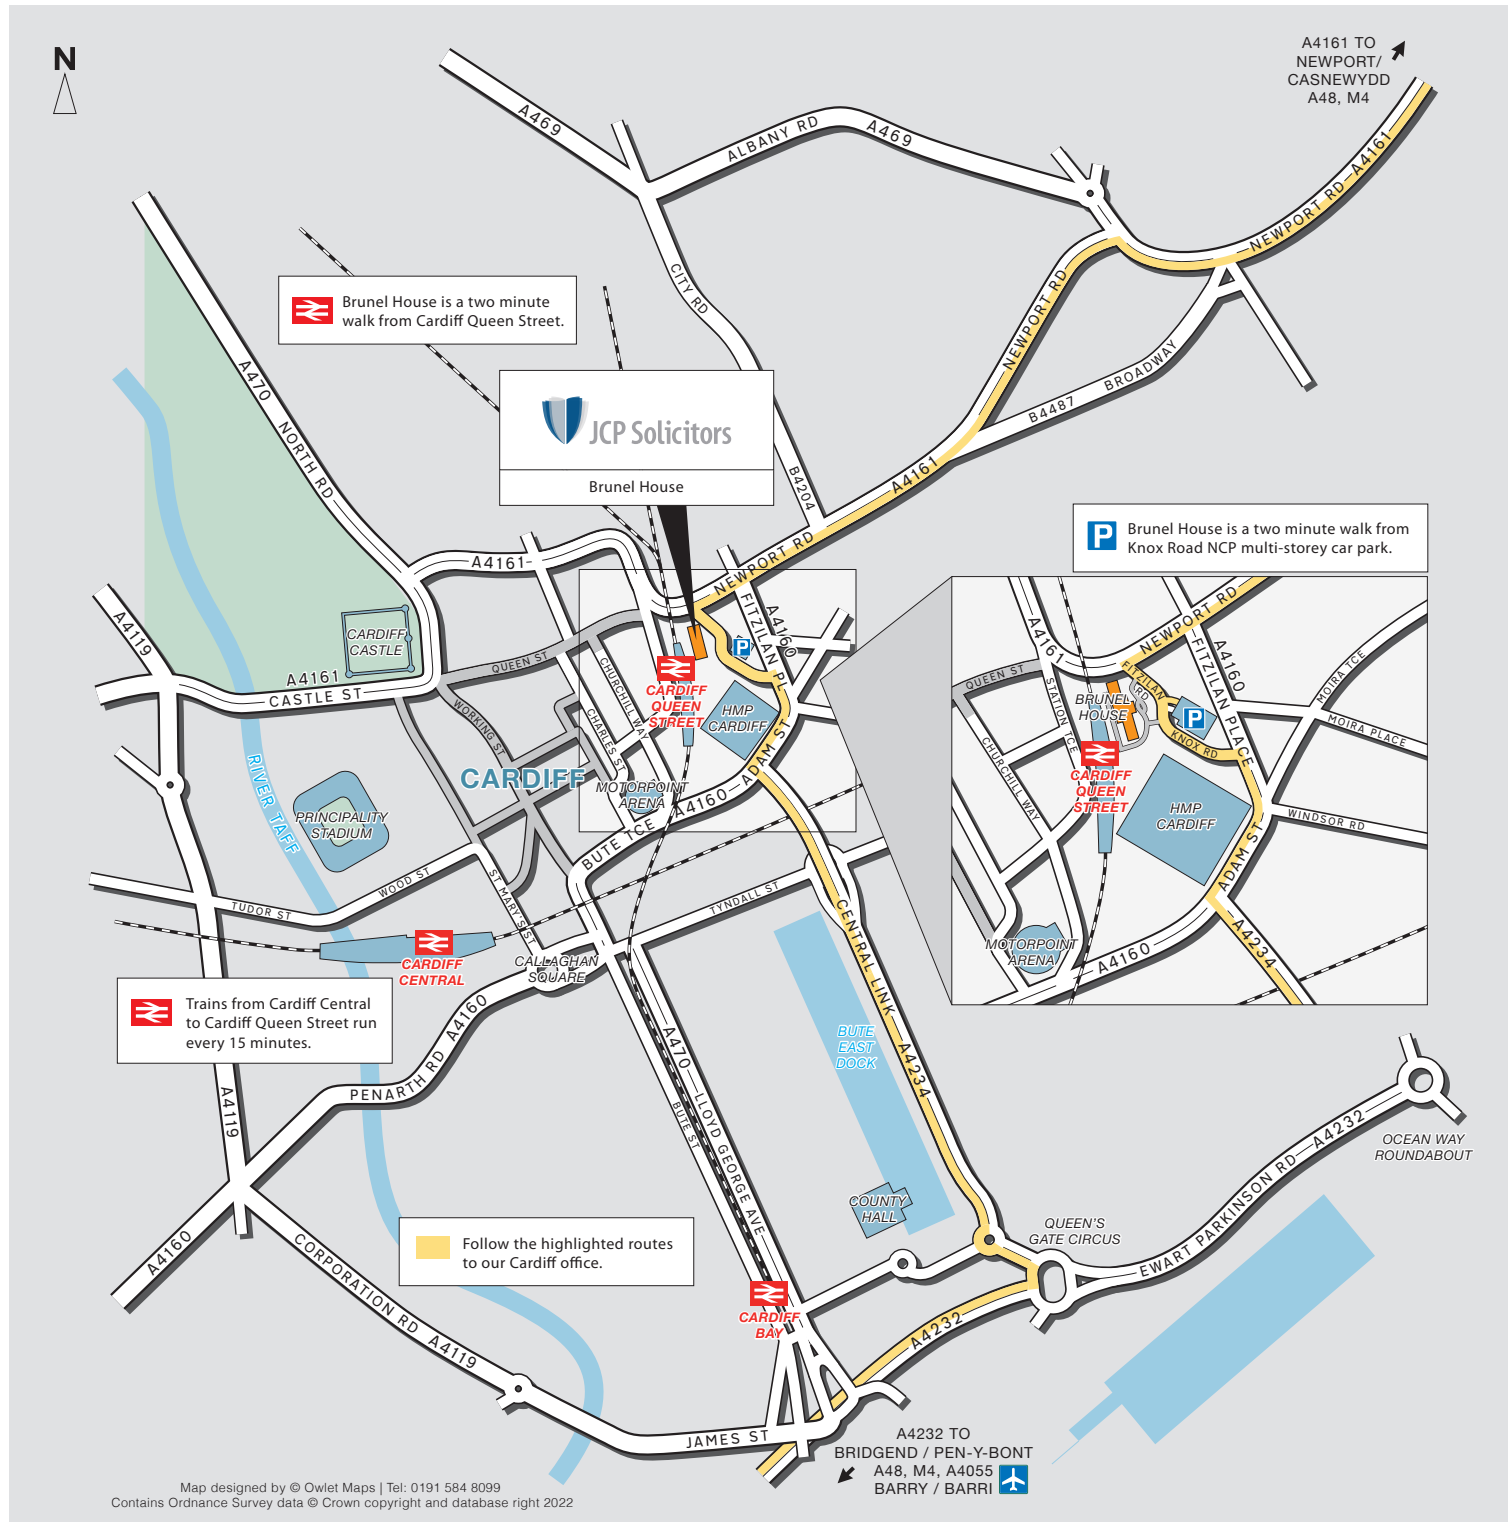 N
A4161 TO
NEWPORT/
CASNEWYDD
A48, M4
A469
ALBANY RD
A469
NEWPORT RD
A4161
CITY RD
NEWPORT RD
Brunel House is a two minute
walk from Cardiff Queen Street.
A470
NORTH RD
JCP Solicitors
Brunel House
B4204
A4161
B4487
BROADWAY
Brunel House is a two minute walk from
Knox Road NCP multi-storey car park.
P
A4161
NEWPORT RD
FITZILAN PL
A4160
P
A4119
CARDIFF
CASTLE
A4161
CASTLE ST
QUEEN ST
CHURCHILL WAY
CHARLES ST
WORKING ST
CARDIFF
QUEEN
STREET
HMP
CARDIFF
ADAM ST
CARDIFF
MOTORPOINT
ARENA
A4160
BUTE TCE
RIVER TAFF
PRINCIPALITY
STADIUM
WOOD ST
TUDOR ST
ST MARY'S ST
TYNDALL ST
CENTRAL LINK
A4234
CARDIFF
CENTRAL
CALLAGHAN
SQUARE
A4161
NEWPORT RD
QUEEN ST
STATION TCE
FITZILAN
RD
BRUNEL
HOUSE
P
KNOX RD
FITZILAN PLACE
A4160
MOIRA TCE
MOIRA PLACE
CHURCHILL WAY
CARDIFF
QUEEN
STREET
HMP
CARDIFF
WINDSOR RD
ADAM ST
MOTORPOINT
ARENA
A4160
A4234
Trains from Cardiff Central
to Cardiff Queen Street run
every 15 minutes.
PENARTH RD
A4160
A4119
A470
LLOYD GEORGE AVE
BUTE ST
BUTE
EAST
DOCK
COUNTY
HALL
QUEEN'S
GATE CIRCUS
EWART PARKINSON RD
A4232
OCEAN WAY
ROUNDABOUT
A4160
CORPORATION RD
A4119
Follow the highlighted routes
to our Cardiff office.
CARDIFF
BAY
A4232
JAMES ST
A4232 TO
BRIDGEND / PEN-Y-BONT
A48, M4, A4055
BARRY / BARRI
Map designed by © Owlet Maps | Tel: 0191 584 8099
Contains Ordnance Survey data © Crown copyright and database right 2022